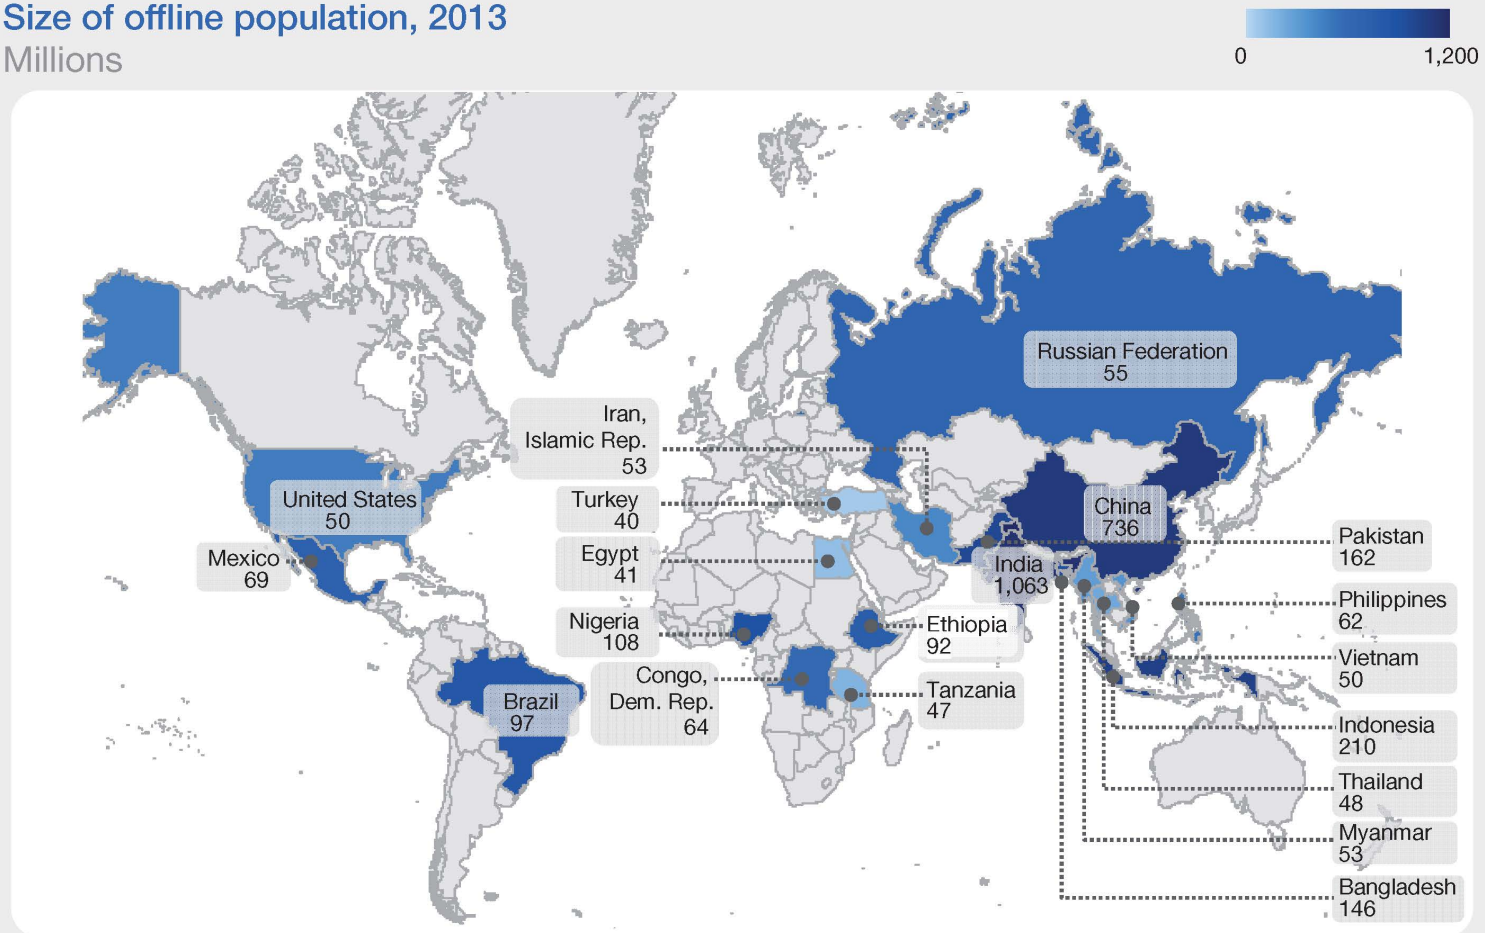 Size of offline population, 2013
Millions
0
1,200
Russian Federation
55
Iran,
Islamic Rep.
53
United States
50
Turkey
40
China
736
Pakistan
162
Mexico
69
Egypt
41
India
1,063
Philippines
62
Nigeria
108
Ethiopia
92
Vietnam
50
Congo,
Dem. Rep.
64
Tanzania
47
Brazil
97
Indonesia
210
Thailand
48
Myanmar
53
Bangladesh
146